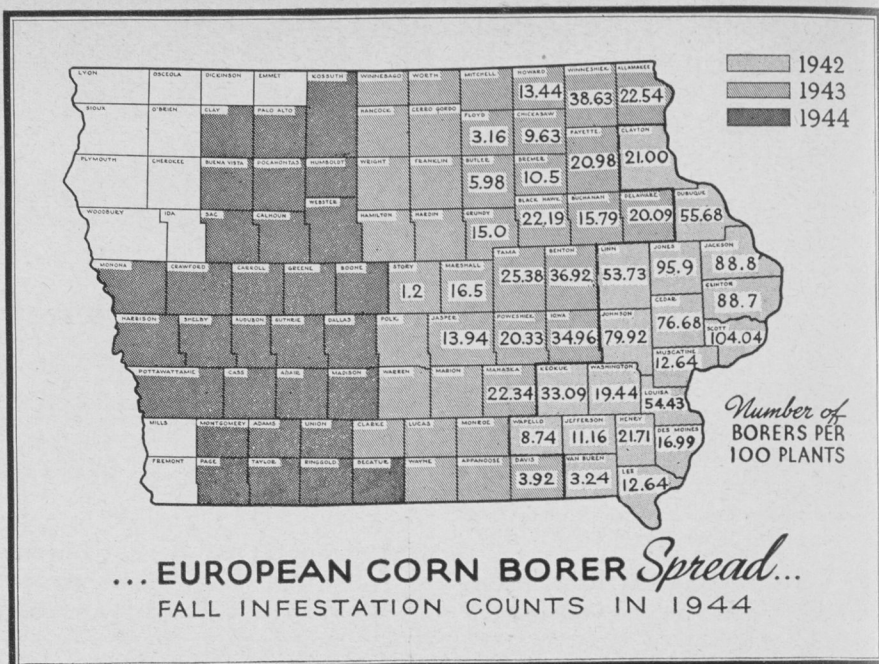 1942
1943
1944
LYON OSCEOLA DICKINSON EMMET KOSSUTH WINNEBAGO WORTH MITCHELL HOWARD WINNESHIEK ALLAMAKEE
13.44 38.63 22.54
SIOUX O'BRIEN CLAY PALO ALTO HANCOCK CERRO GORDO FLOYD CHICKASAW FAYETTE CLAYTON
3.16 9.63 20.98 21.00
PLYMOUTH CHEROKEE BUENA VISTA POCAHONTAS HUMBOLDT WRIGHT FRANKLIN BUTLER BREMER
5.98 10.5
WOODBURY IDA SAC CALHOUN WEBSTER HAMILTON HARDIN GRUNDY BLACK HAWK BUCHANAN DELAWARE DUBUQUE
15.0 22.19 15.79 20.09 55.68
MONONA CRAWFORD CARROLL GREENE BOONE STORY MARSHALL TAMA BENTON LINN JONES JACKSON
1.2 16.5 25.38 36.92 53.73 95.9 88.8
CLINTON
88.7
HARRISON SHELBY AUDUBON GUTHRIE DALLAS POLK JASPER POWESHIEK IOWA JOHNSON CEDAR SCOTT
13.94 20.33 34.96 79.92 76.68 104.04
MUSCATINE
12.64
POTTAWATTAMIE CASS ADAIR MADISON WARREN MARION MAHASKA KEOKUK WASHINGTON LOUISA
22.34 33.09 19.44 54.43
MILLS MONTGOMERY ADAMS UNION CLARKE LUCAS MONROE WAPELLO JEFFERSON HENRY DES MOINES
8.74 11.16 21.71 16.99
FREMONT PAGE TAYLOR RINGGOLD DECATUR WAYNE APPANOOSE DAVIS VAN BUREN LEE
3.92 3.24 12.64
Number of
BORERS PER
100 PLANTS
...EUROPEAN CORN BORER Spread...
FALL INFESTATION COUNTS IN 1944